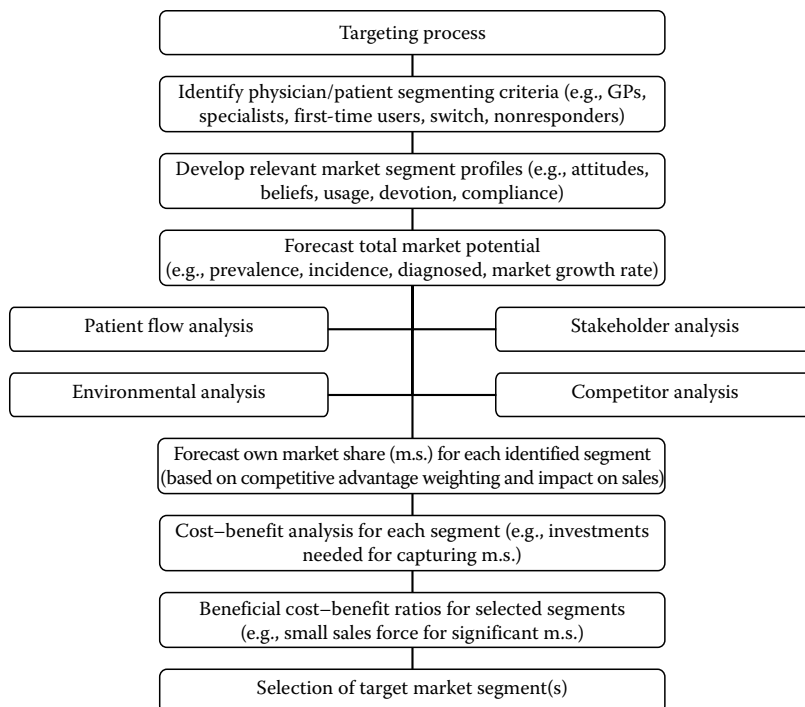 Targeting process
Identify physician/patient segmenting criteria (e.g., GPs,
specialists, first-time users, switch, nonresponders)
Develop relevant market segment profiles (e.g., attitudes,
beliefs, usage, devotion, compliance)
Forecast total market potential
(e.g., prevalence, incidence, diagnosed, market growth rate)
Patient flow analysis
Stakeholder analysis
Environmental analysis
Competitor analysis
Forecast own market share (m.s.) for each identified segment
(based on competitive advantage weighting and impact on sales)
Cost–benefit analysis for each segment (e.g., investments
needed for capturing m.s.)
Beneficial cost–benefit ratios for selected segments
(e.g., small sales force for significant m.s.)
Selection of target market segment(s)